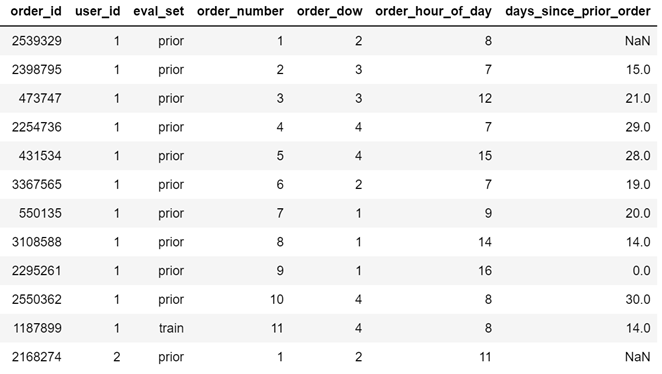 order_id user_id eval_set order_number order_dow order_hour_of_day days_since_prior_order
2539329 1 prior 1 2 8 NaN
2398795 1 prior 2 3 7 15.0
473747 1 prior 3 3 12 21.0
2254736 1 prior 4 4 7 29.0
431534 1 prior 5 4 15 28.0
3367565 1 prior 6 2 7 19.0
550135 1 prior 7 1 9 20.0
3108588 1 prior 8 1 14 14.0
2295261 1 prior 9 1 16 0.0
2550362 1 prior 10 4 8 30.0
1187899 1 train 11 4 8 14.0
2168274 2 prior 1 2 11 NaN